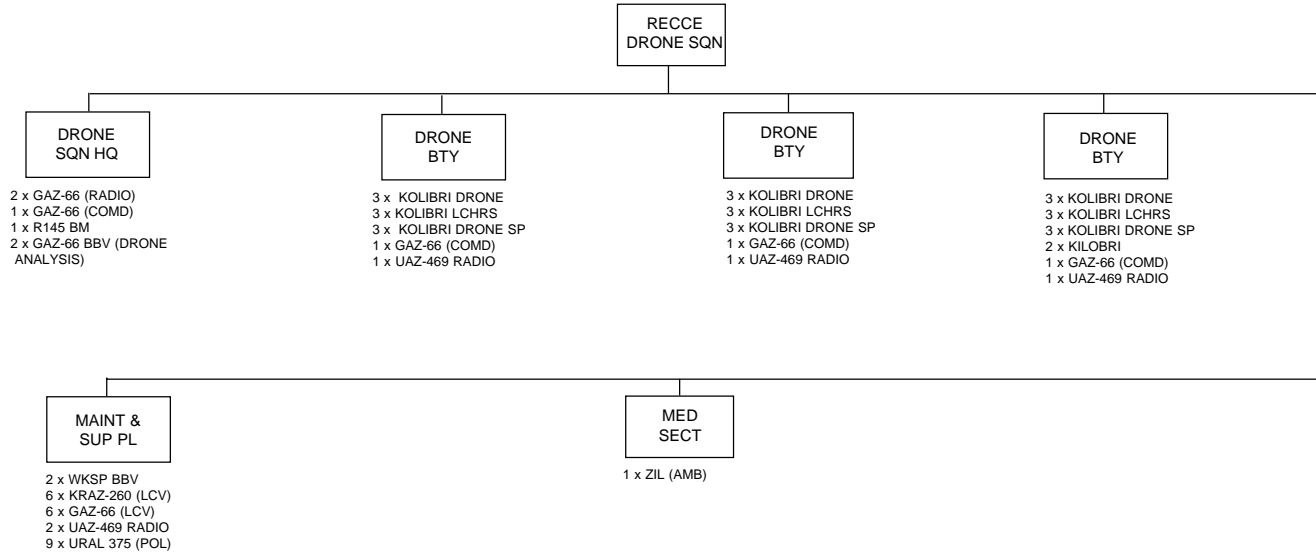 RECCE
DRONE SQN
DRONE
SQN HQ
2 x GAZ-66 (RADIO)
1 x GAZ-66 (COMD)
1 x R145 BM
2 x GAZ-66 BBV (DRONE
ANALYSIS)
DRONE
BTY
3 x KOLIBRI DRONE
3 x KOLIBRI LCHRS
3 x KOLIBRI DRONE SP
1 x GAZ-66 (COMD)
1 x UAZ-469 RADIO
DRONE
BTY
3 x KOLIBRI DRONE
3 x KOLIBRI LCHRS
3 x KOLIBRI DRONE SP
1 x GAZ-66 (COMD)
1 x UAZ-469 RADIO
DRONE
BTY
3 x KOLIBRI DRONE
3 x KOLIBRI LCHRS
3 x KOLIBRI DRONE SP
2 x KILOBRI
1 x GAZ-66 (COMD)
1 x UAZ-469 RADIO
MAINT &
SUP PL
2 x WKSP BBV
6 x KRAZ-260 (LCV)
6 x GAZ-66 (LCV)
2 x UAZ-469 RADIO
9 x URAL 375 (POL)
MED
SECT
1 x ZIL (AMB)